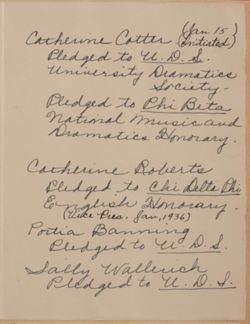 Catherine Cotter (Jan. 15
Initiated)
Pledged to U. D. S.
University Dramatics
Society-
Pledged to Phi Beta
National Music and
Dramatics Honorary.
Catherine Roberts
Pledged to Chi Delta Phi
English Honorary.
(Vice Pres. Jan, 1936)
Portia Banning
Pledged to U. D. S.
Sally
Pledged to U. D. S.